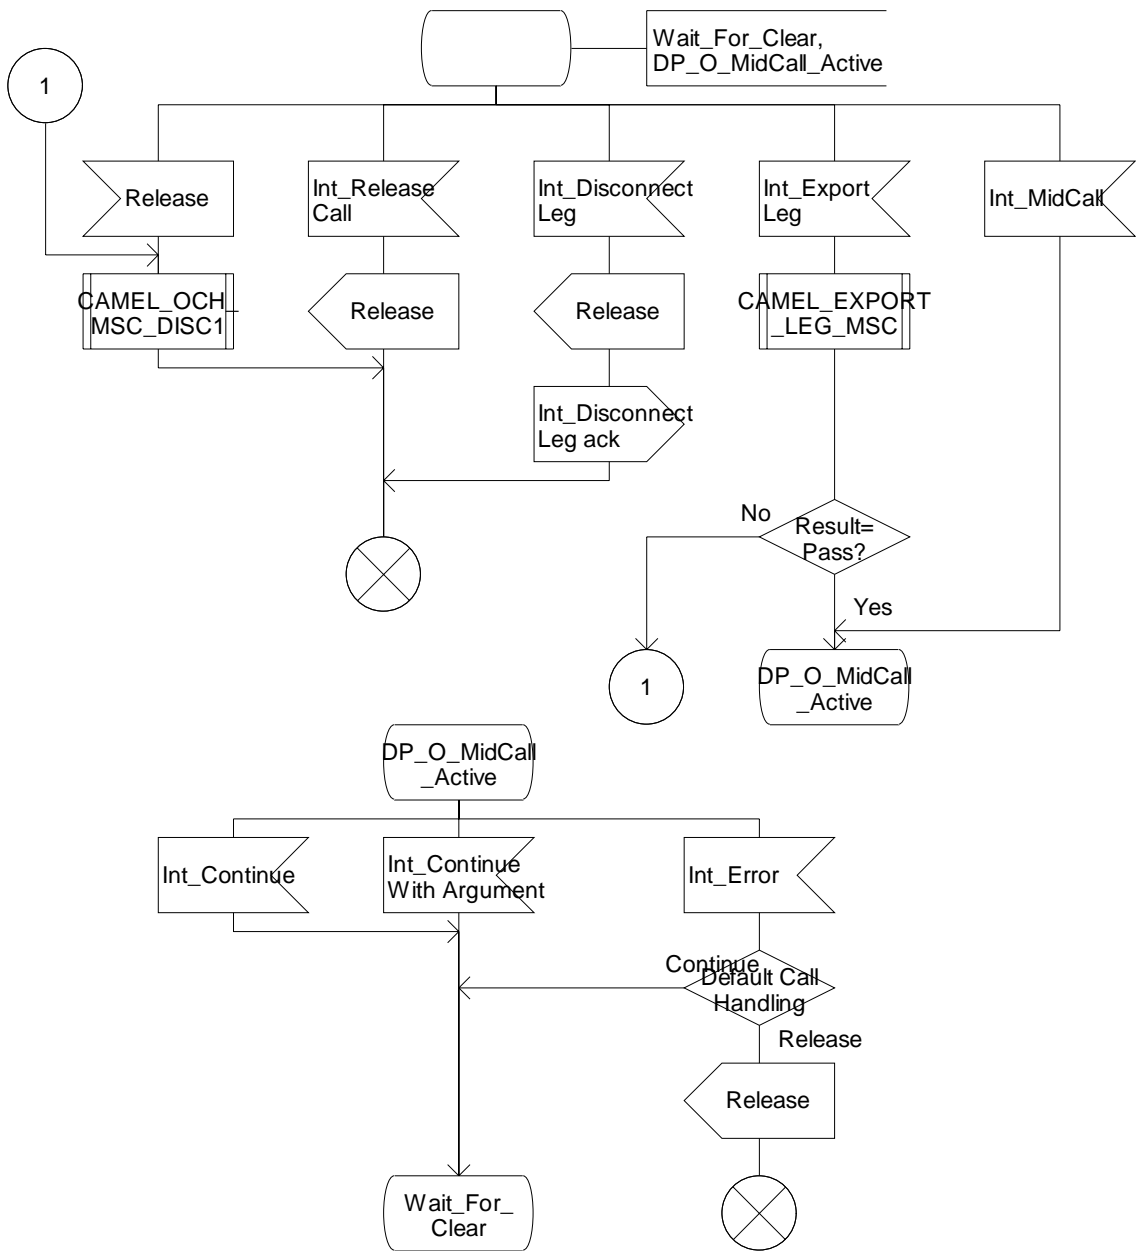 Wait_For_Clear,
DP_O_MidCall_Active
1
Release
Int_Release
Call
Int_Disconnect
Leg
Int_Export
Leg
Int_MidCall
CAMEL_OCH_
MSC_DISC1
Release
Release
CAMEL_EXPORT
_LEG_MSC
Int_Disconnect
Leg ack
No
Result=
Pass?
Yes
1
DP_O_MidCall
_Active
DP_O_MidCall
_Active
Int_Continue
Int_Continue
With Argument
Int_Error
Continue
Default Call
Handling
Release
Release
Wait_For_
Clear